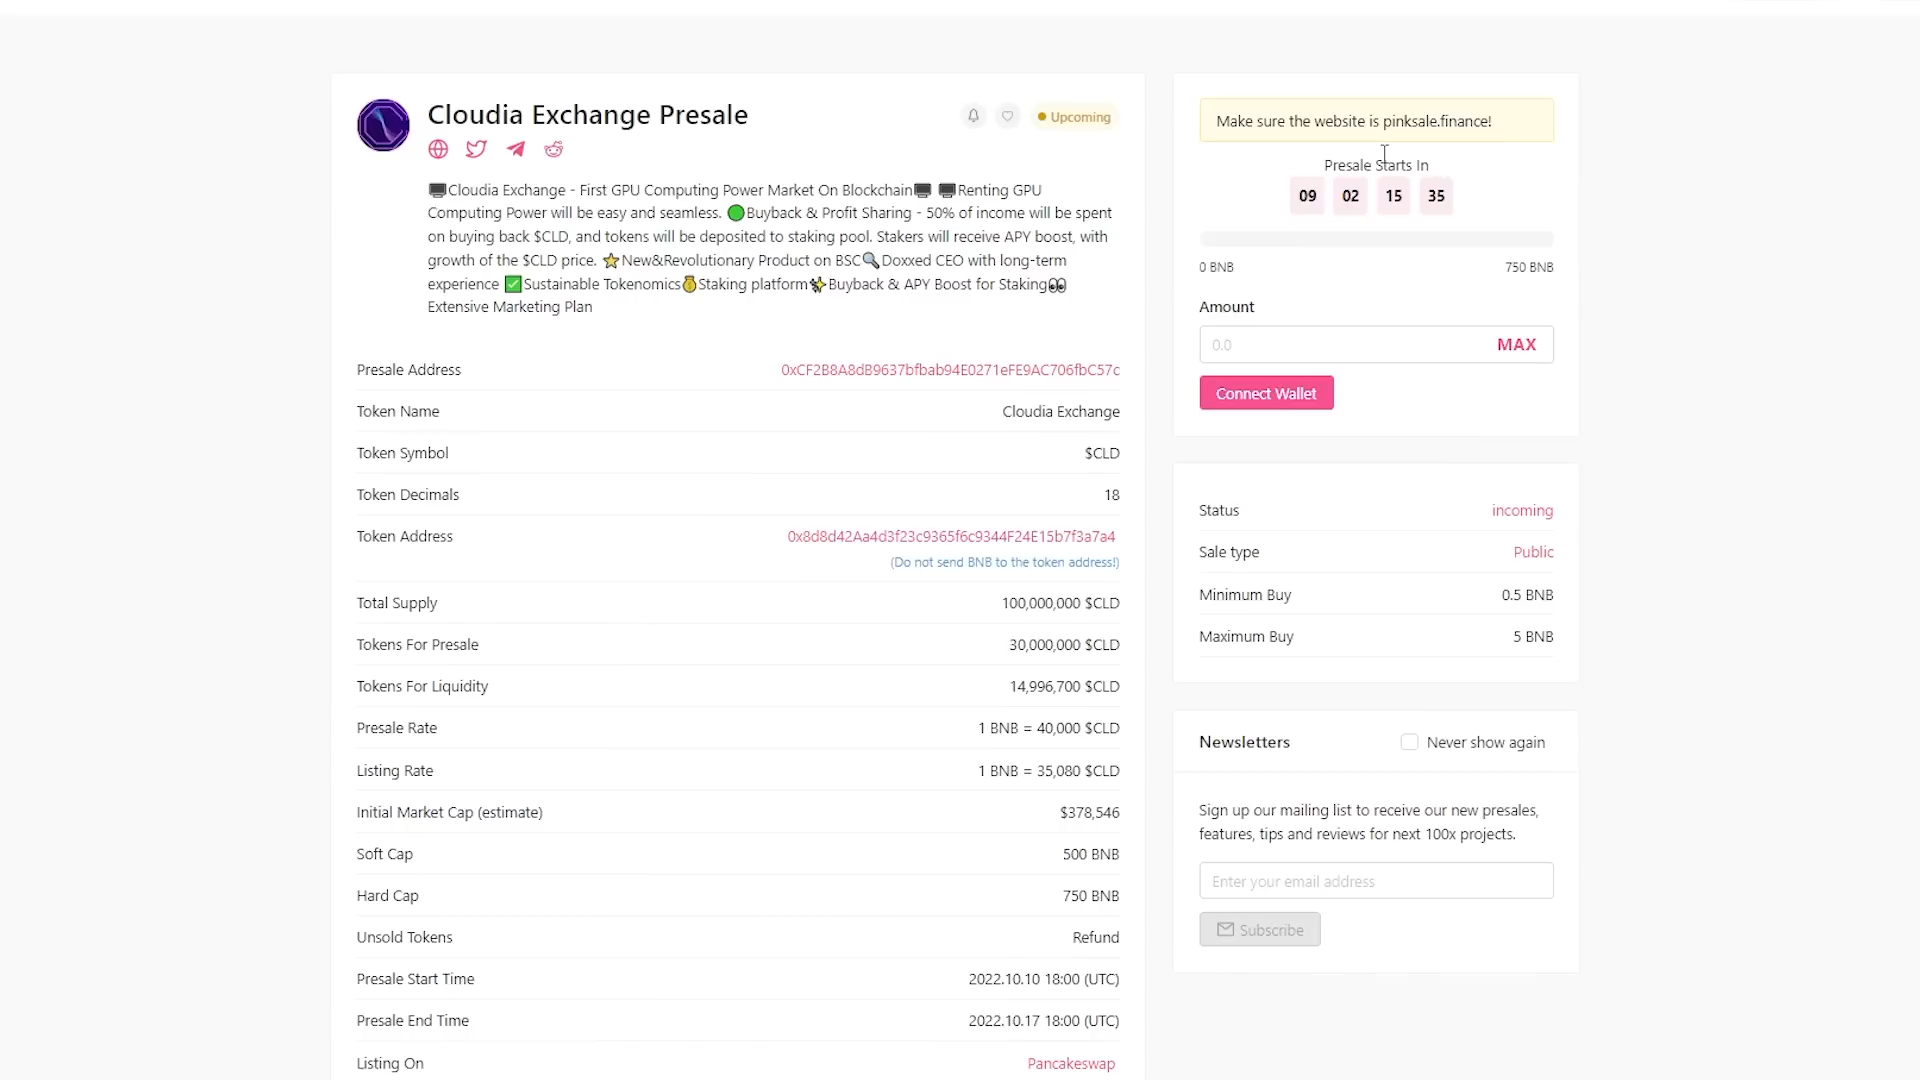 Cloudia Exchange Presale
Upcoming
🖥️Cloudia Exchange - First GPU Computing Power Market On Blockchain🖥️ 🖥️Renting GPU
Computing Power will be easy and seamless. 🟢Buyback & Profit Sharing - 50% of income will be spent
on buying back $CLD, and tokens will be deposited to staking pool. Stakers will receive APY boost, with
growth of the $CLD price. ⭐New&Revolutionary Product on BSC🔍Doxxed CEO with long-term
experience ✅Sustainable Tokenomics💰Staking platform✨Buyback & APY Boost for Staking👀
Extensive Marketing Plan
Presale Address 0xCF2B8A8dB9637bfbab94E0271eFE9AC706fbC57c
Token Name Cloudia Exchange
Token Symbol $CLD
Token Decimals 18
Token Address 0x8d8d42Aa4d3f23c9365f6c9344F24E15b7f3a7a4
(Do not send BNB to the token address!)
Total Supply 100,000,000 $CLD
Tokens For Presale 30,000,000 $CLD
Tokens For Liquidity 14,996,700 $CLD
Presale Rate 1 BNB = 40,000 $CLD
Listing Rate 1 BNB = 35,080 $CLD
Initial Market Cap (estimate) $378,546
Soft Cap 500 BNB
Hard Cap 750 BNB
Unsold Tokens Refund
Presale Start Time 2022.10.10 18:00 (UTC)
Presale End Time 2022.10.17 18:00 (UTC)
Listing On Pancakeswap
Make sure the website is pinksale.finance!
Presale Starts In
09 02 15 35
0 BNB 750 BNB
Amount
0.0 MAX
Connect Wallet
Status incoming
Sale type Public
Minimum Buy 0.5 BNB
Maximum Buy 5 BNB
Newsletters Never show again
Sign up our mailing list to receive our new presales,
features, tips and reviews for next 100x projects.
Enter your email address
Subscribe